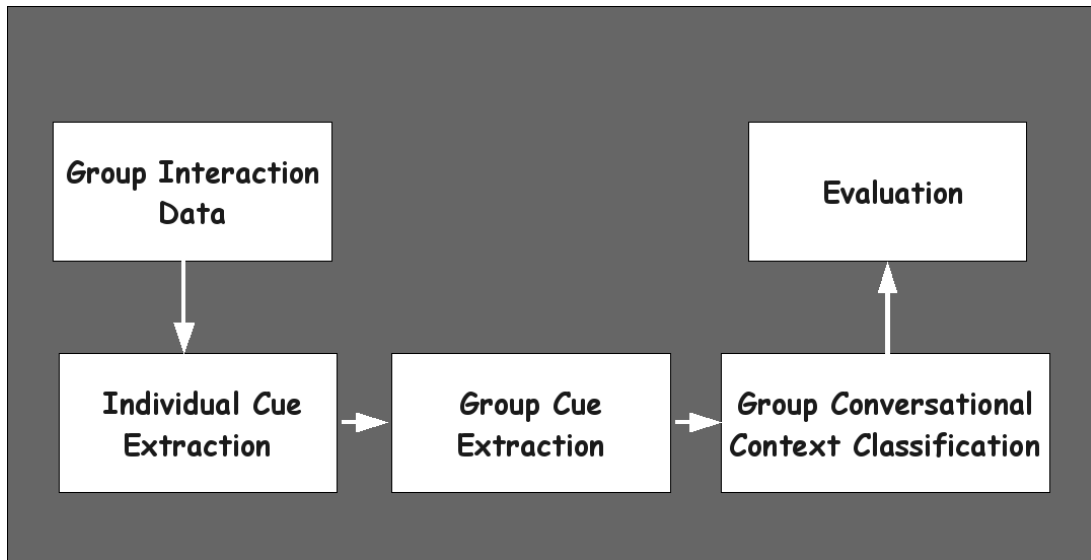 Group Interaction
Data
Evaluation
Individual Cue
Extraction
Group Cue
Extraction
Group Conversational
Context Classification